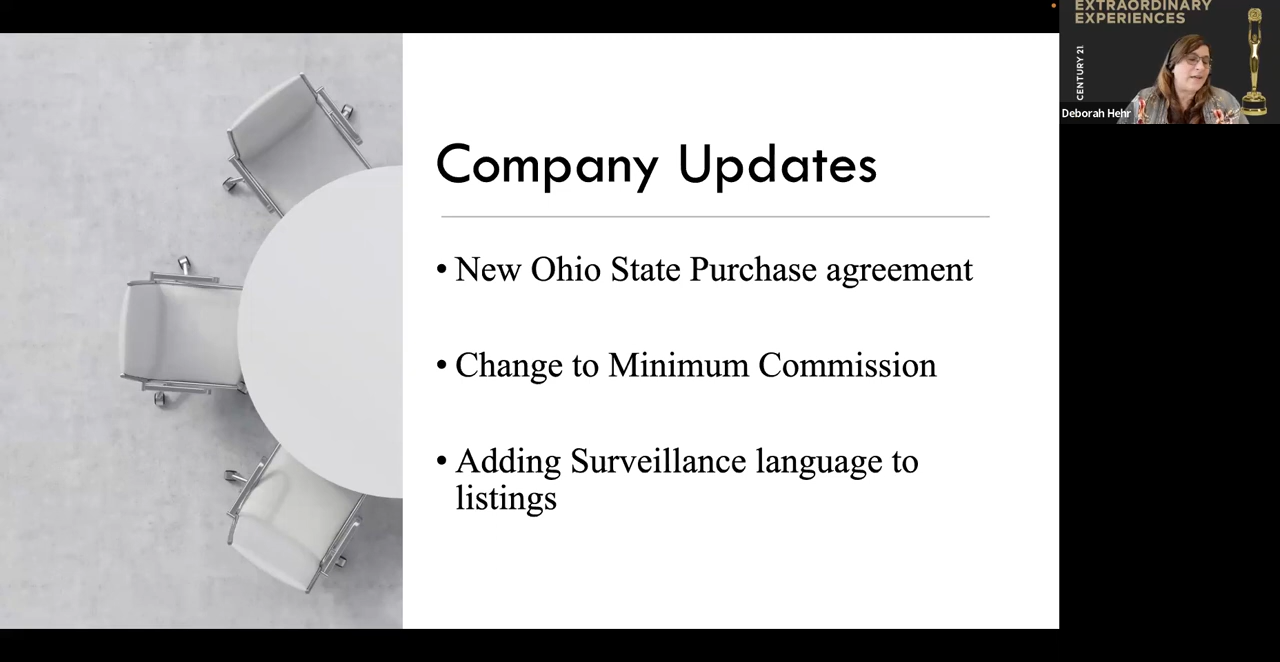 EXTRAORDINARY
EXPERIENCES
CENTURY 21
Deborah Hehr
Company Updates
• New Ohio State Purchase agreement
• Change to Minimum Commission
• Adding Surveillance language to
listings